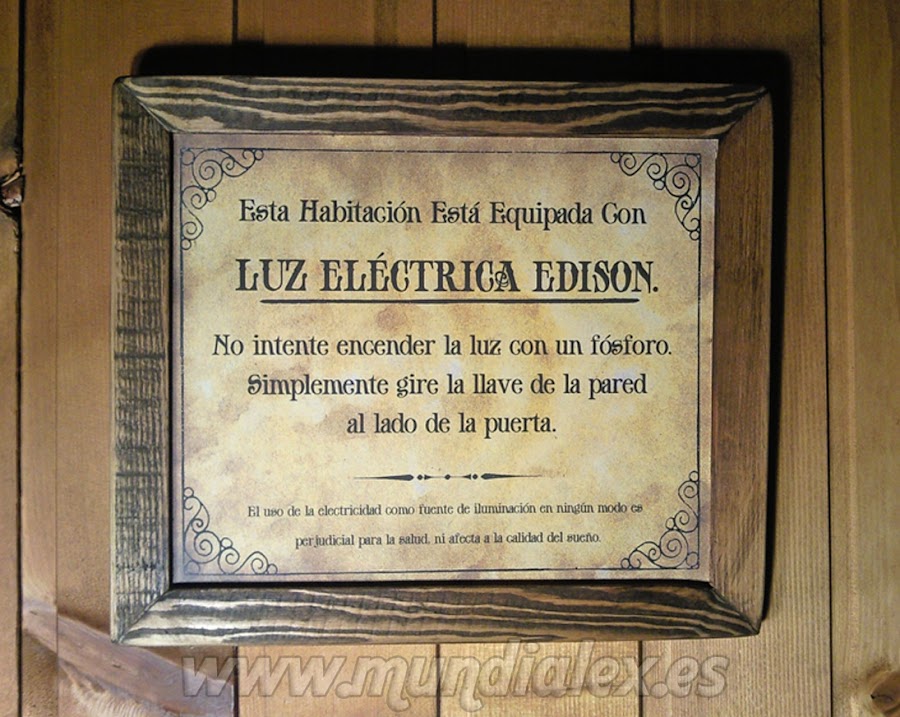 Esta Habitación Está Equipada Con
LUZ ELÉCTRICA EDISON.
No intente encender la luz con un fósforo.
Simplemente gire la llave de la pared
al lado de la puerta.
El uso de la electricidad como fuente de iluminación en ningún modo es
perjudicial para la salud, ni afecta a la calidad del sueño.
www.mundialex.es